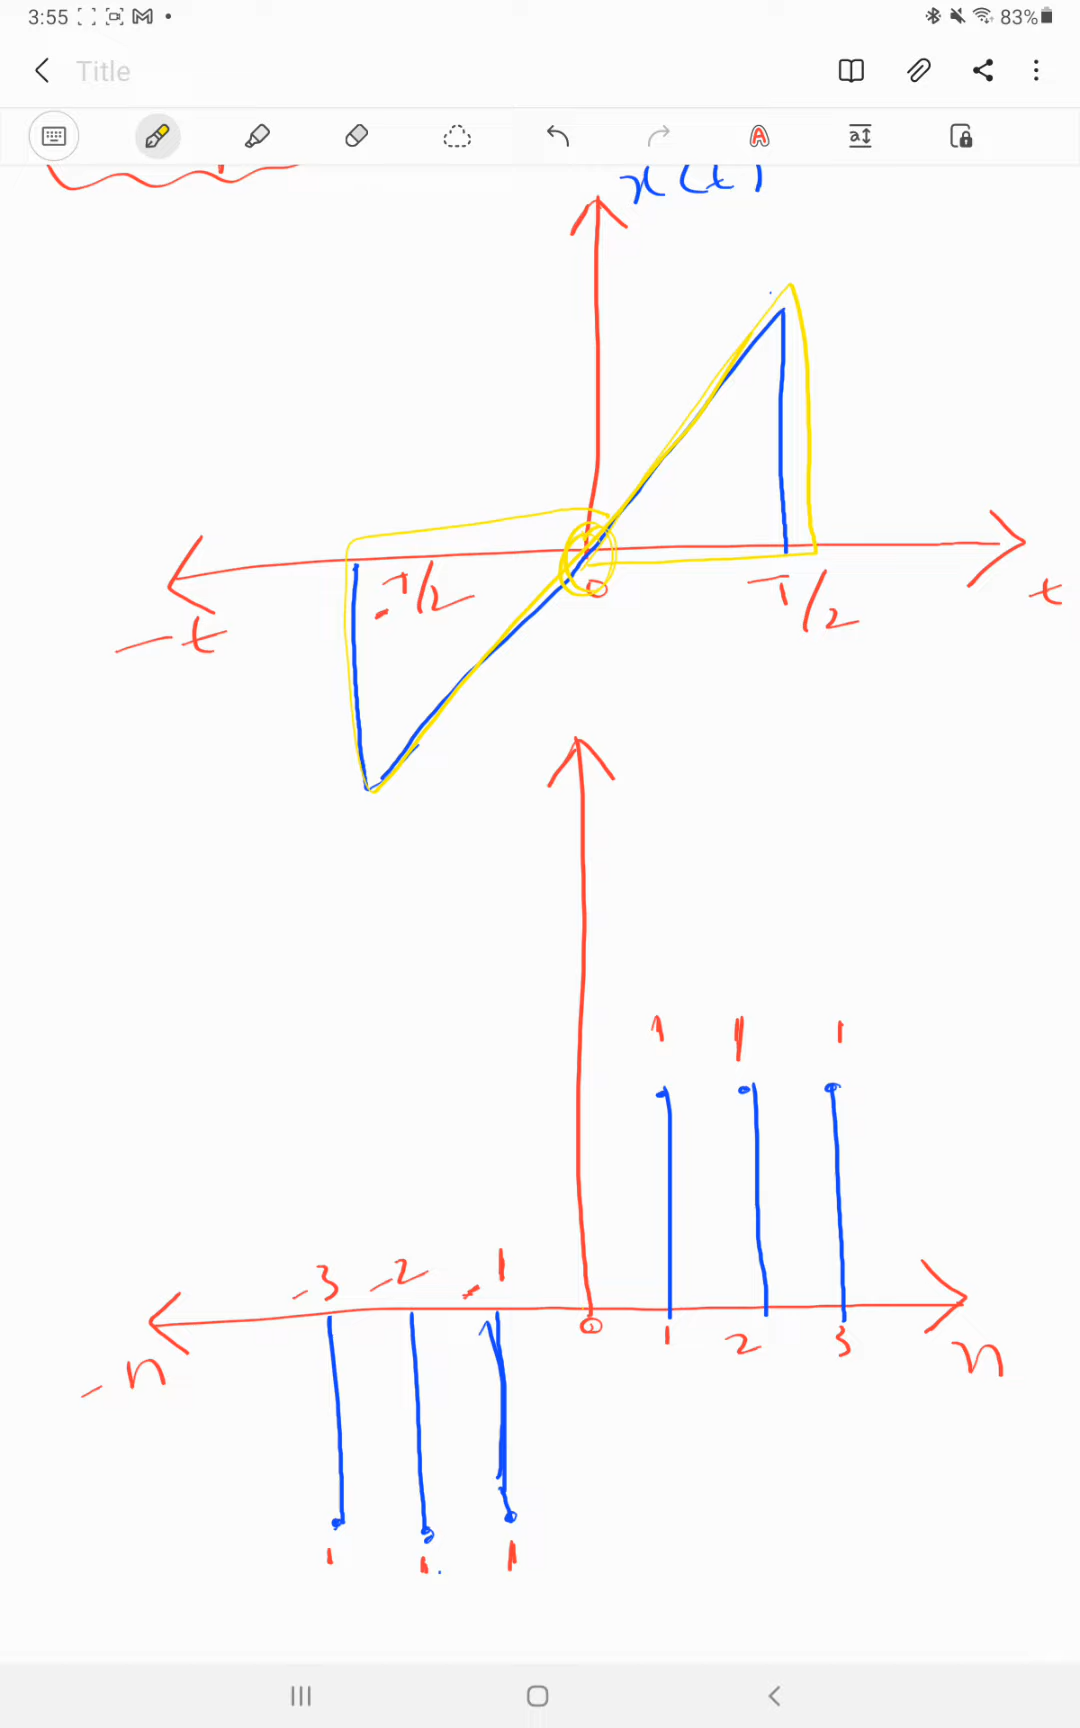 3:55 83%
Title
x(t)
-T/2 0 T/2
-t t
1 1 1
-3 -2 -1
0 1 2 3
-n n
1 1. 1